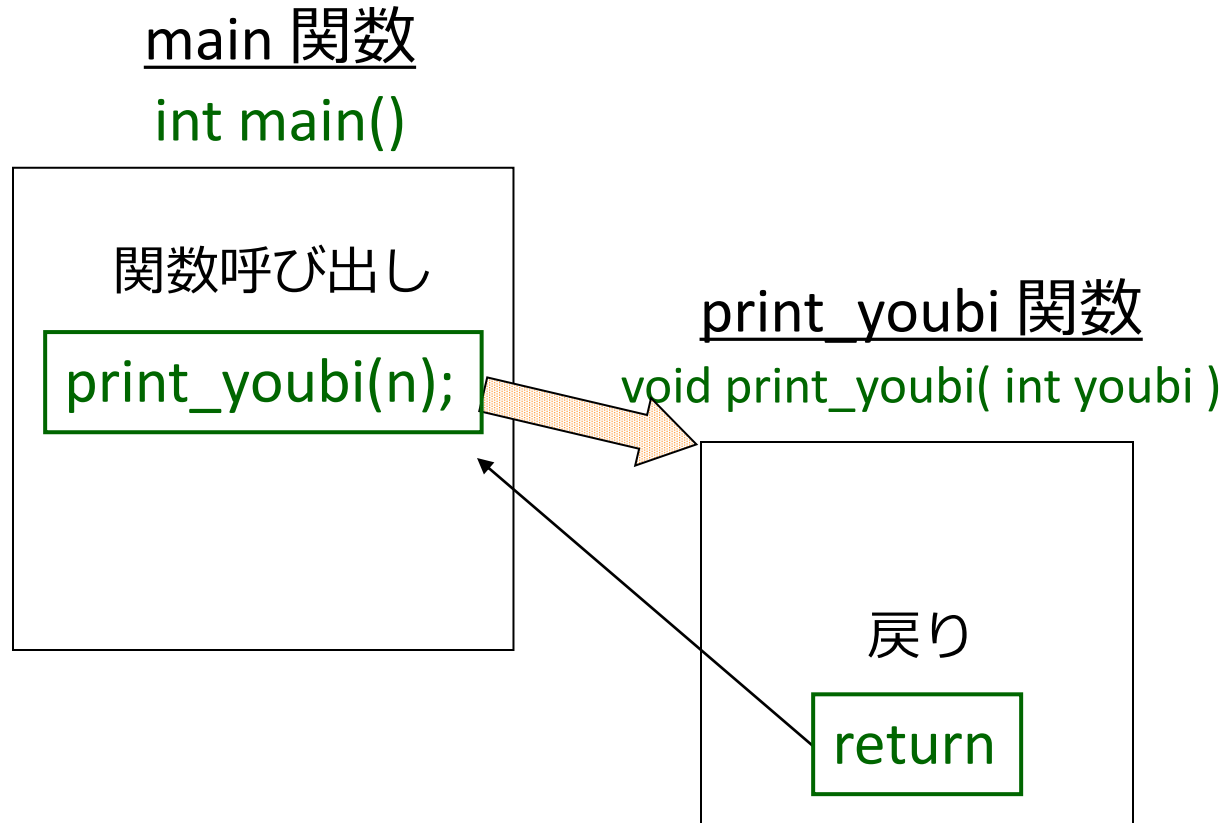 main 関数
int main()
関数呼び出し
print_youbi(n);
print_youbi 関数
void print_youbi( int youbi )
戻り
return